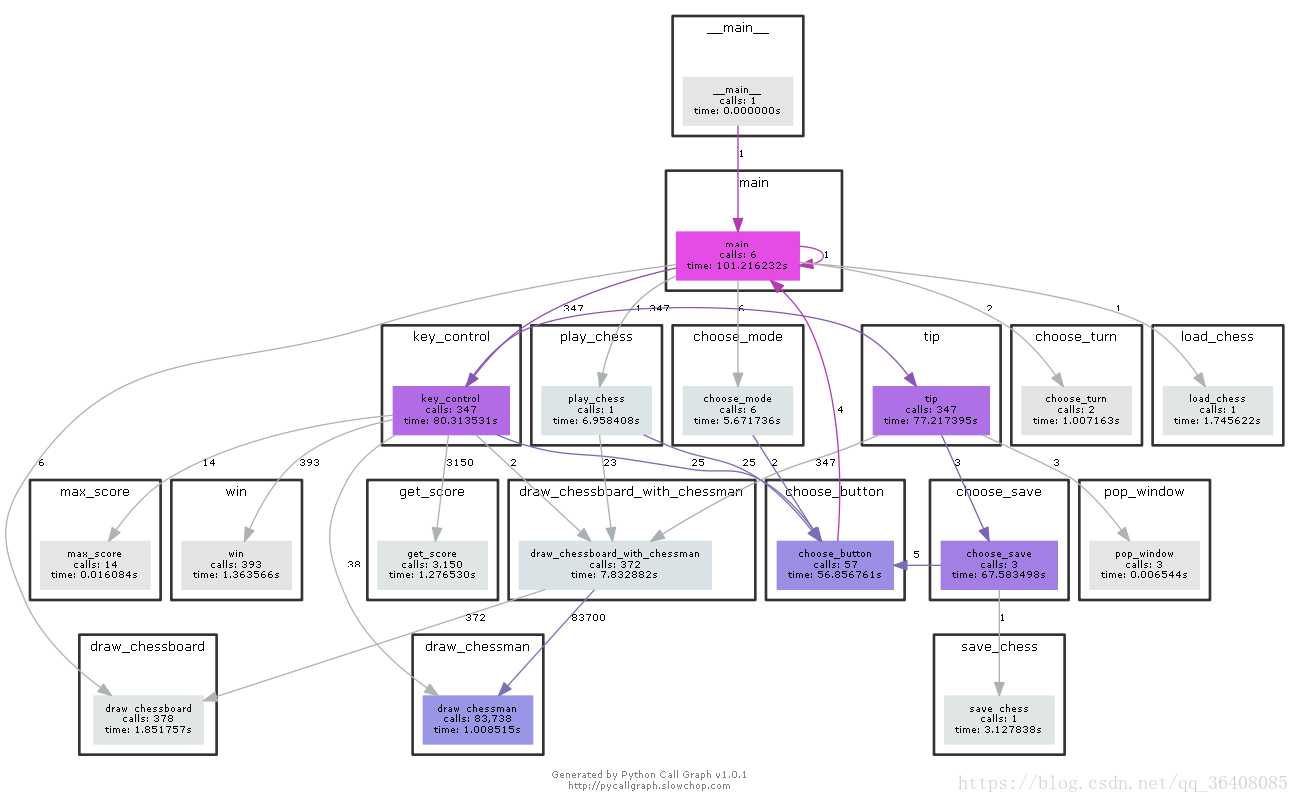 __main__
__main__
calls: 1
time: 0.000000s
1
main
main
calls: 6
time: 101.216232s
1
347
1
347
6
2
1
key_control
play_chess
choose_mode
tip
choose_turn
load_chess
key_control
calls: 347
time: 80.313531s
play_chess
calls: 1
time: 6.958408s
choose_mode
calls: 6
time: 5.671736s
4
tip
calls: 347
time: 77.217395s
choose_turn
calls: 2
time: 1.007163s
load_chess
calls: 1
time: 1.745622s
6
14
393
3150
2
23
25
25
2
347
3
3
max_score
win
get_score
draw_chessboard_with_chessman
choose_button
choose_save
pop_window
max_score
calls: 14
time: 0.016084s
win
calls: 393
time: 1.363566s
38
get_score
calls: 3,150
time: 1.276530s
draw_chessboard_with_chessman
calls: 372
time: 7.832882s
choose_button
calls: 57
time: 56.856761s
5
choose_save
calls: 3
time: 67.583498s
pop_window
calls: 3
time: 0.006544s
372
83700
1
draw_chessboard
draw_chessman
save_chess
draw_chessboard
calls: 378
time: 1.851757s
draw_chessman
calls: 83,738
time: 1.008515s
save_chess
calls: 1
time: 3.127838s
Generated by Python Call Graph v1.0.1
http://pycallgraph.slowchop.com
https://blog.csdn.net/qq_36408085